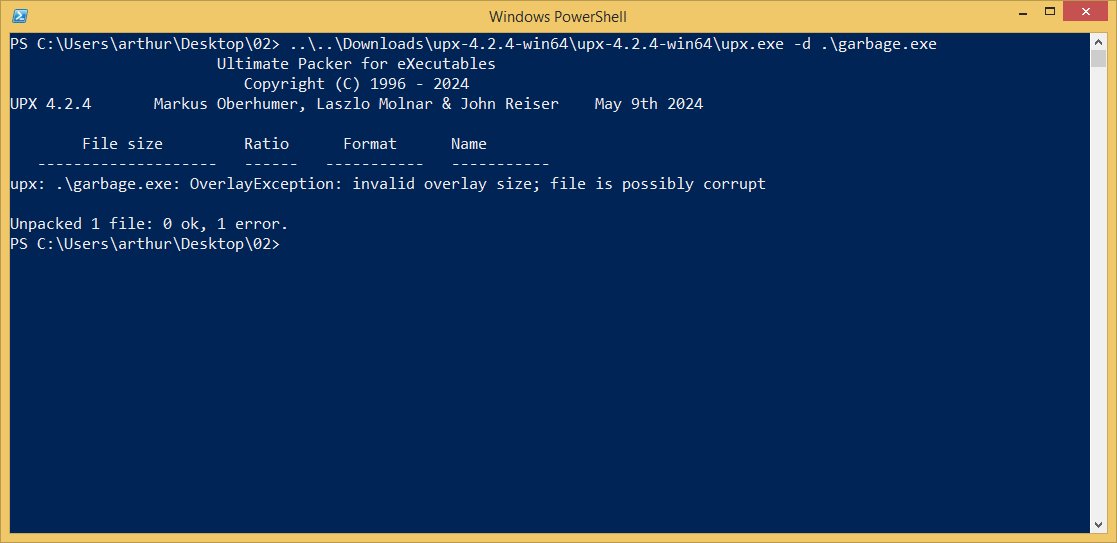 Windows PowerShell
PS C:\Users\arthur\Desktop\02> ..\..\Downloads\upx-4.2.4-win64\upx-4.2.4-win64\upx.exe -d .\garbage.exe
Ultimate Packer for eXecutables
Copyright (C) 1996 - 2024
UPX 4.2.4       Markus Oberhumer, Laszlo Molnar & John Reiser    May 9th 2024
File size         Ratio      Format      Name
--------------------   ------   -----------   -----------
upx: .\garbage.exe: OverlayException: invalid overlay size; file is possibly corrupt
Unpacked 1 file: 0 ok, 1 error.
PS C:\Users\arthur\Desktop\02>